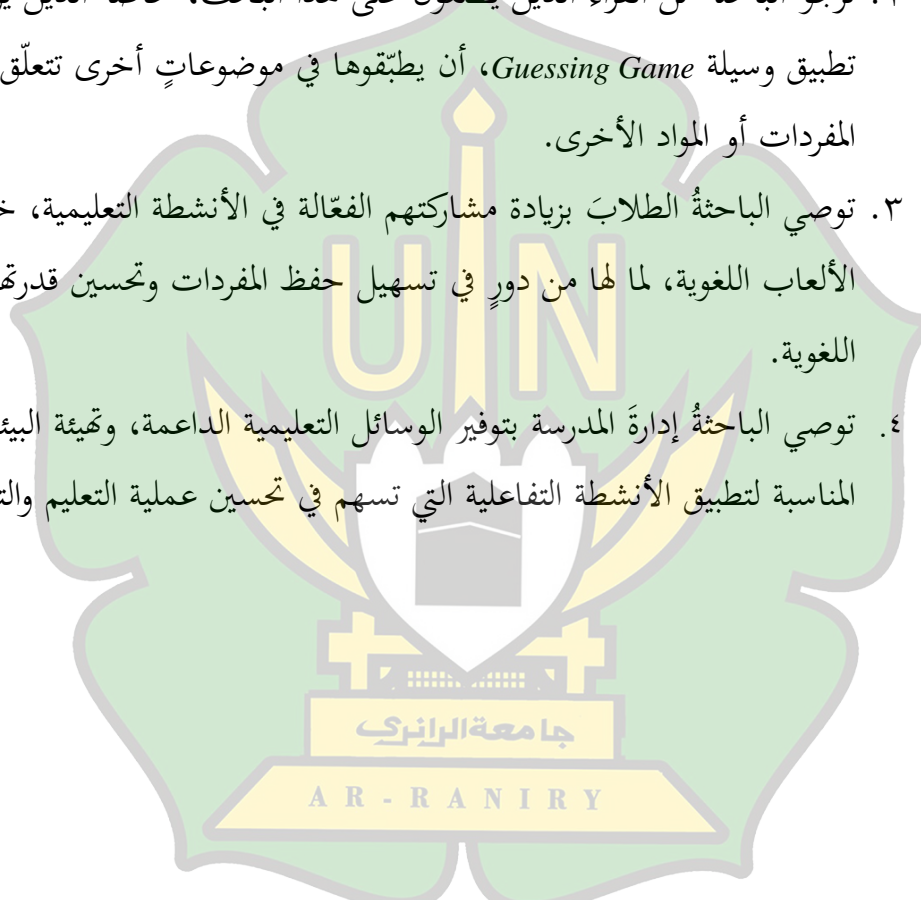 تطبيق وسيلة Guessing Game، أن يطبّقوها في موضوعاتٍ أخرى تتعلّق
المفردات أو المواد الأخرى.
٣. توصي الباحثةُ الطلابَ بزيادة مشاركتهم الفعّالة في الأنشطة التعليمية،
الألعاب اللغوية، لما لها من دورٍ في تسهيل حفظ المفردات وتحسين
اللغوية.
٤. توصي الباحثةُ إدارةَ المدرسة بتوفير الوسائل التعليمية الداعمة، وتهيئة
المناسبة لتطبيق الأنشطة التفاعلية التي تسهم في تحسين عملية التعليم
UIN
جامعة الرانري
AR-RANIRY